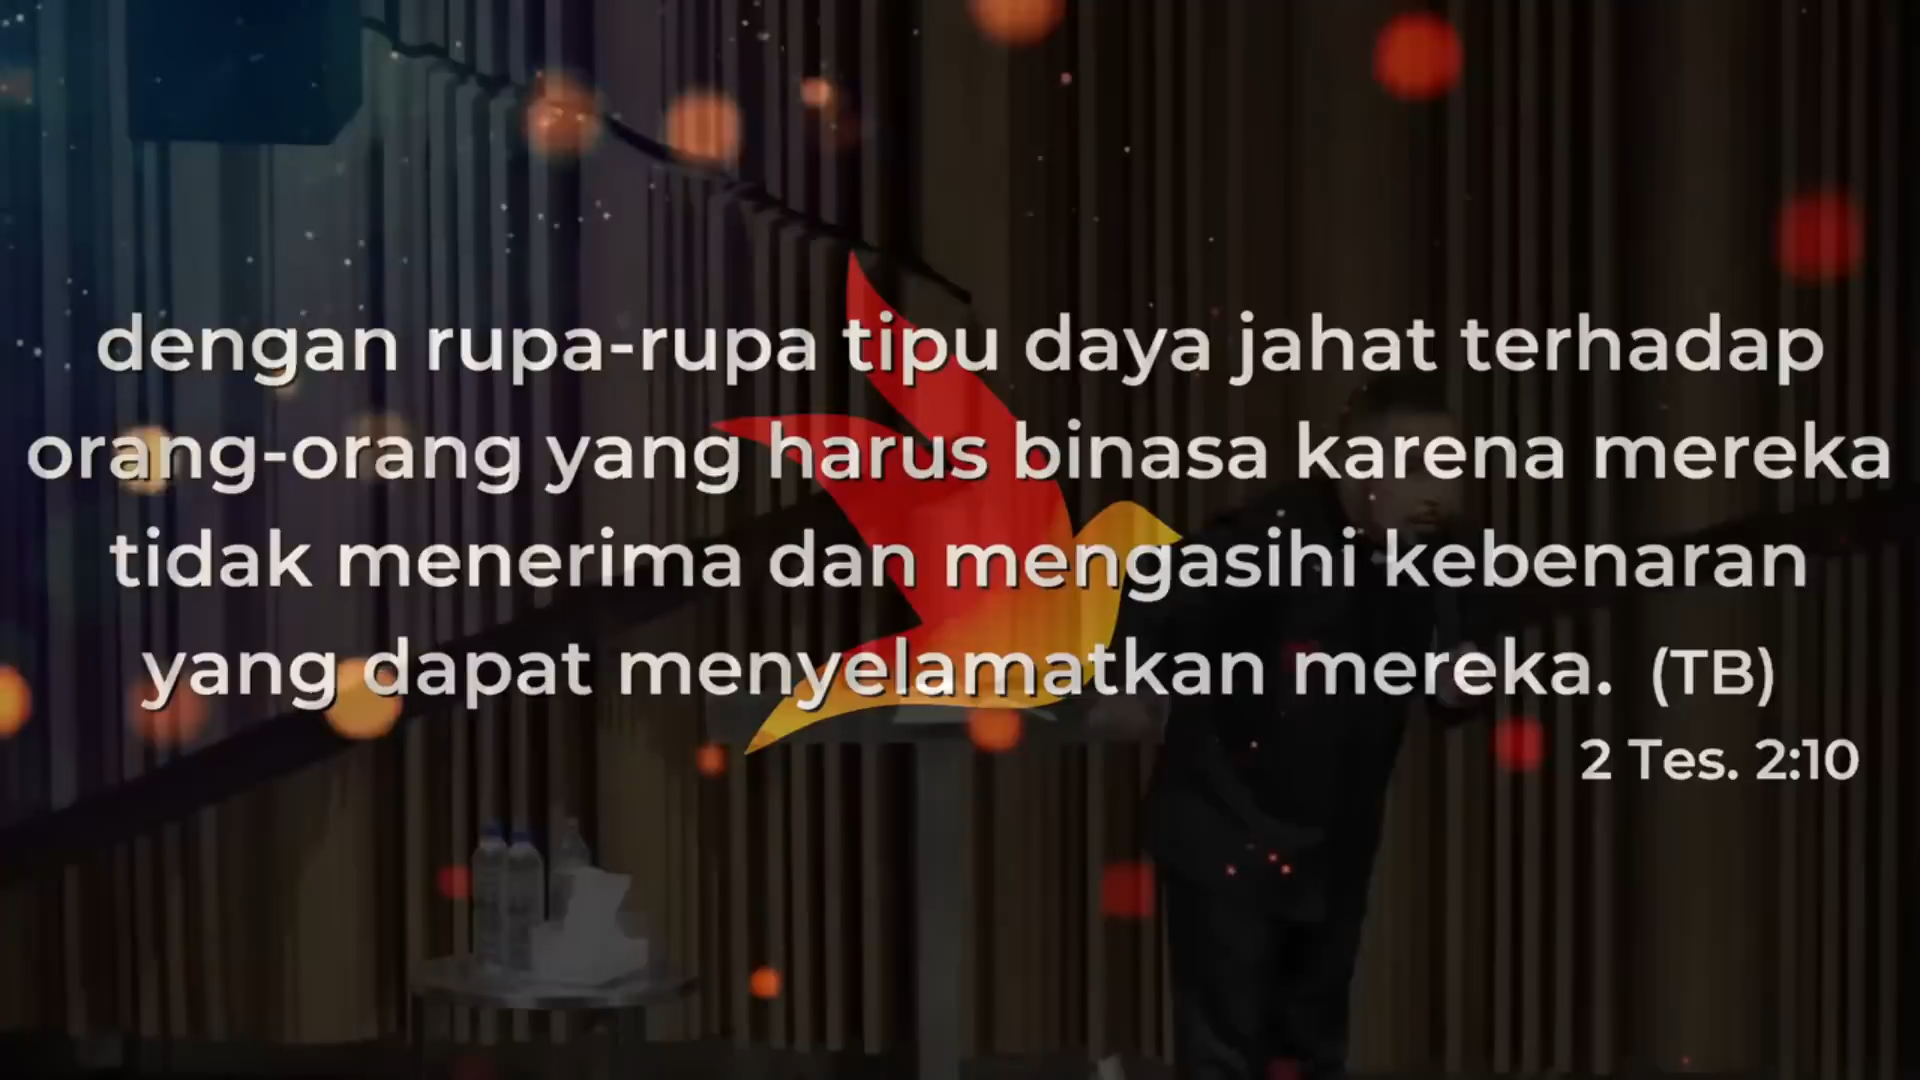 dengan rupa-rupa tipu daya jahat terhadap
orang-orang yang harus binasa karena mereka
tidak menerima dan mengasihi kebenaran
yang dapat menyelamatkan mereka. (TB)
2 Tes. 2:10